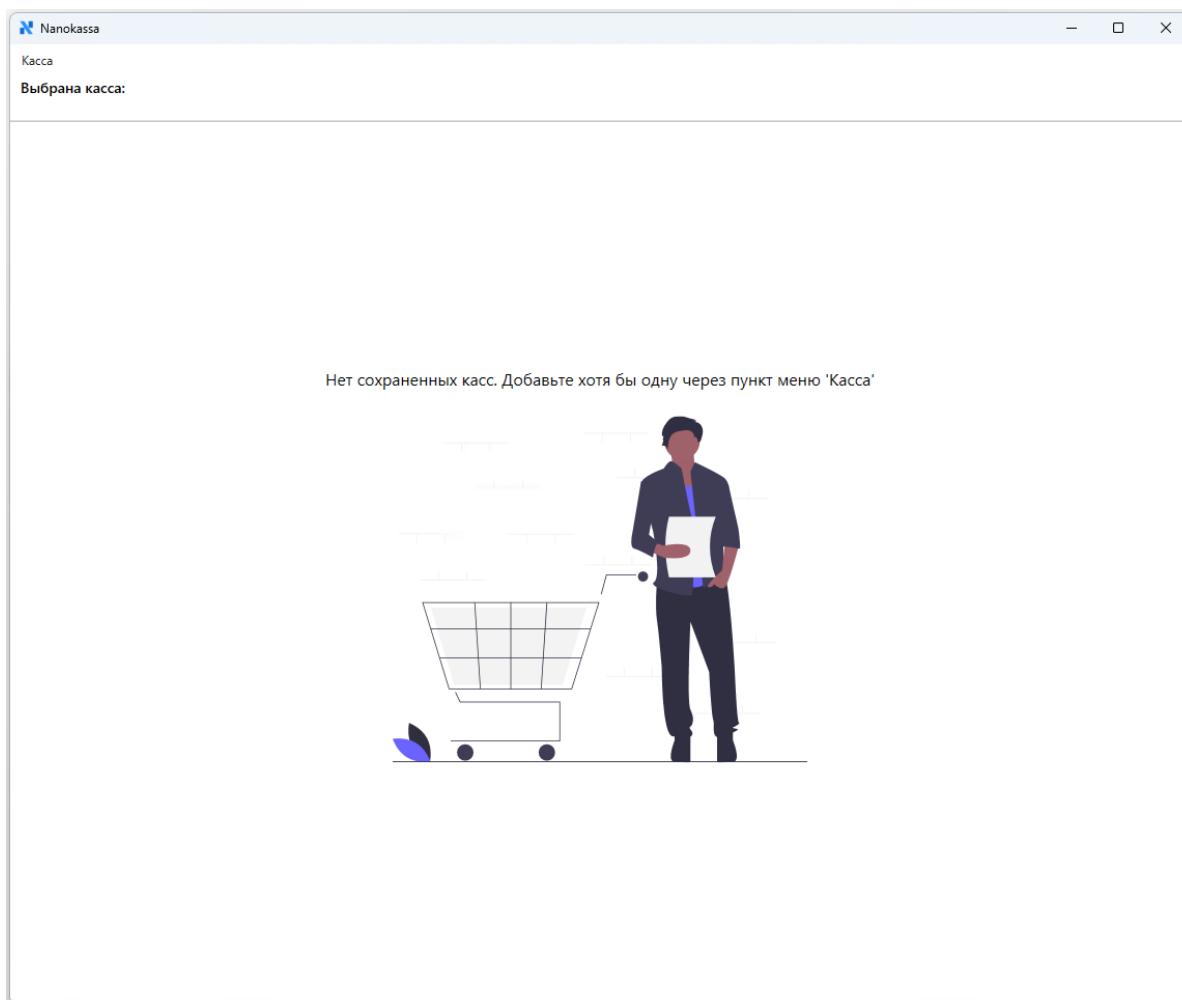 Nanokassa
Касса
Выбрана касса:
Нет сохраненных касс. Добавьте хотя бы одну через пункт меню 'Касса'